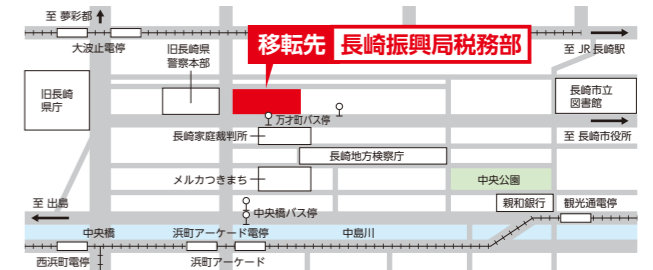 至 夢彩都
大波止電停
旧長崎県
警察本部
移転先 長崎振興局税務部
至 JR長崎駅
旧長崎
県庁
長崎市立
図書館
万才町バス停
長崎家庭裁判所
至 長崎市役所
長崎地方検察庁
メルカつきまち
中央公園
至 出島
親和銀行
観光通電停
中央橋バス停
中央橋
浜町アーケード電停
中島川
西浜町電停
浜町アーケード